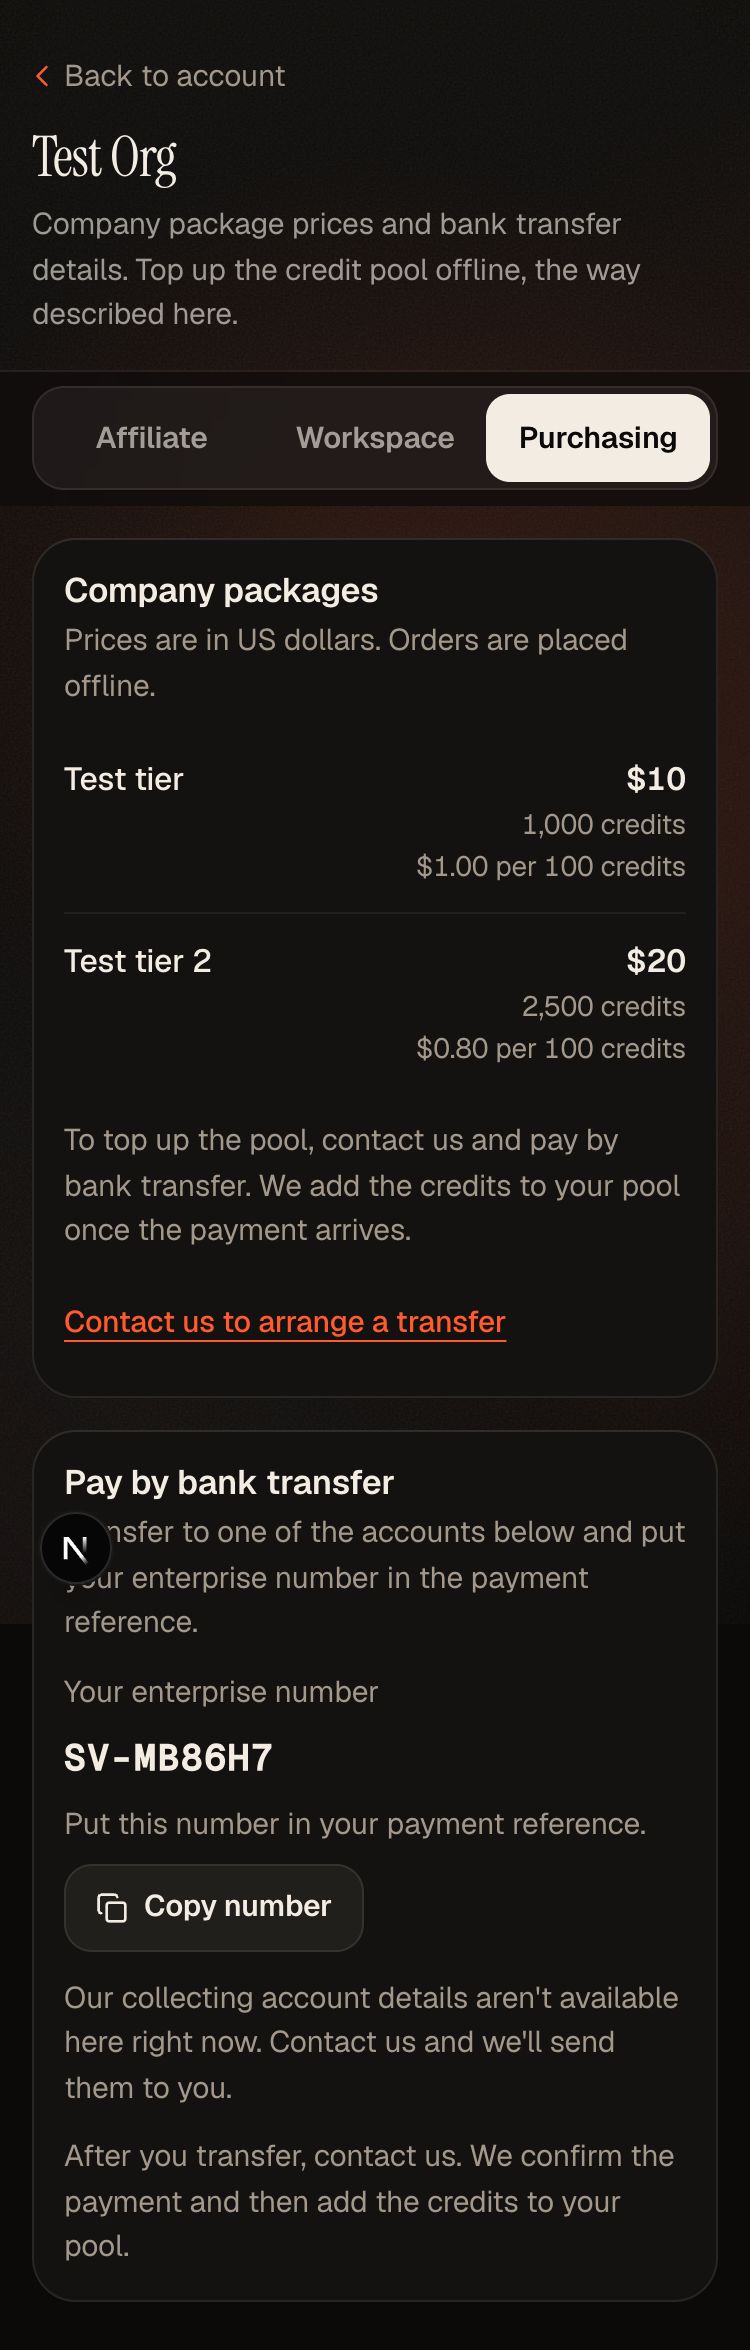 Back to account
Test Org
Company package prices and bank transfer
details. Top up the credit pool offline, the way
described here.
Affiliate
Workspace
Purchasing
Company packages
Prices are in US dollars. Orders are placed
offline.
Test tier
$10
1,000 credits
$1.00 per 100 credits
Test tier 2
$20
2,500 credits
$0.80 per 100 credits
To top up the pool, contact us and pay by
bank transfer. We add the credits to your pool
once the payment arrives.
Contact us to arrange a transfer
Pay by bank transfer
to one of the accounts below and put
your enterprise number in the payment
reference.
N
Your enterprise number
SV-MB86H7
Put this number in your payment reference.
Copy number
Our collecting account details aren't available
here right now. Contact us and we'll send
them to you.
After you transfer, contact us. We confirm the
payment and then add the credits to your
pool.